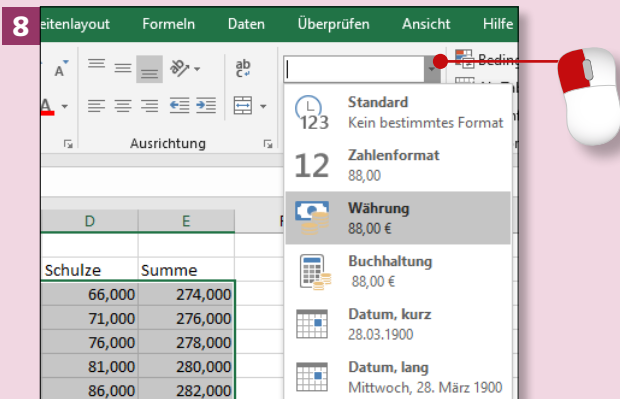 8
eitenlayout Formeln Daten Überprüfen Ansicht Hilfe
A ab c
A Beding
Ausrichtung
Standard
123 Kein bestimmtes Format
12 Zahlenformat
88,00
Währung
88,00 €
Buchhaltung
88,00 €
Datum, kurz
28.03.1900
Datum, lang
Mittwoch, 28. März 1900
D E
Schulze Summe
66,000 274,000
71,000 276,000
76,000 278,000
81,000 280,000
86,000 282,000